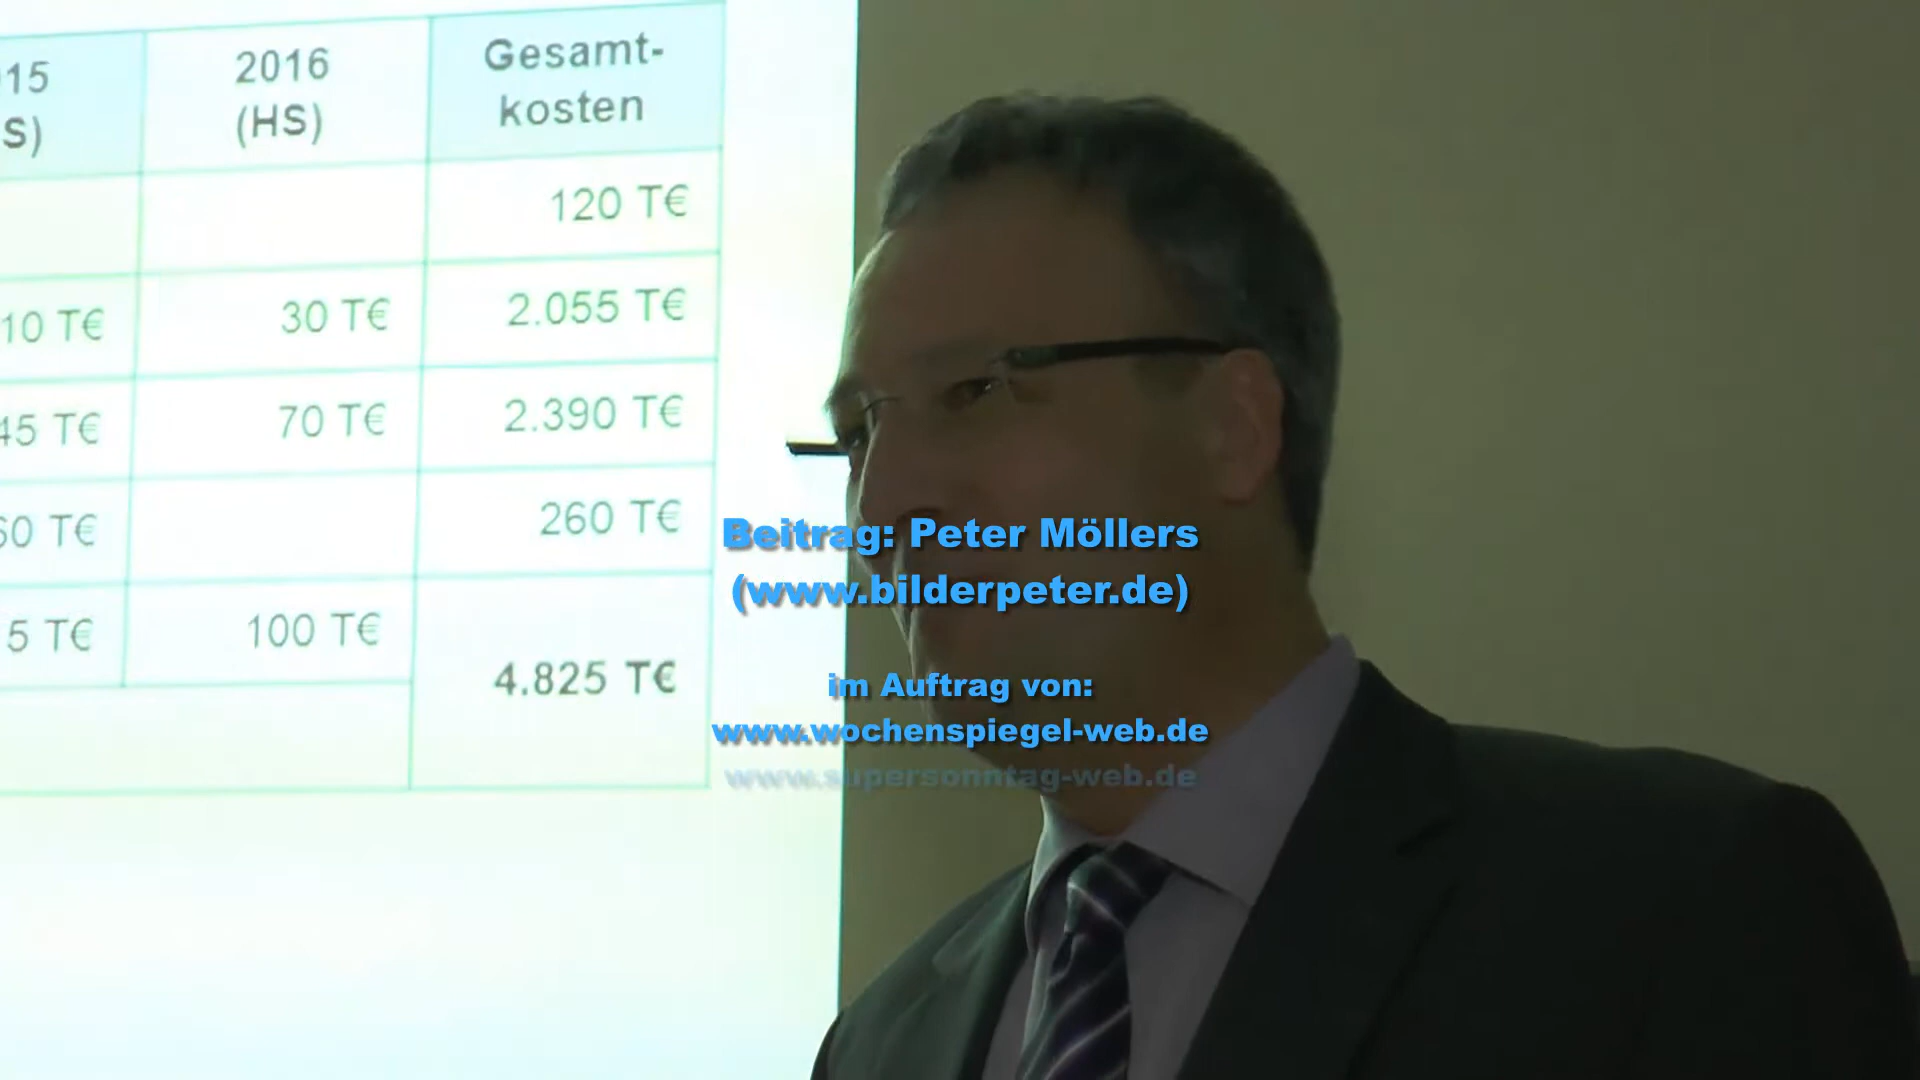 15
2016
Gesamt-
S)
(HS)
kosten
120 T€
10 T€
30 T€
2.055 T€
45 T€
70 T€
2.390 T€
60 T€
260 T€
5 T€
100 T€
4.825 T€
Beitrag: Peter Möllers
(www.bilderpeter.de)
im Auftrag von:
www.wochenspiegel-web.de
www.supersonntag-web.de